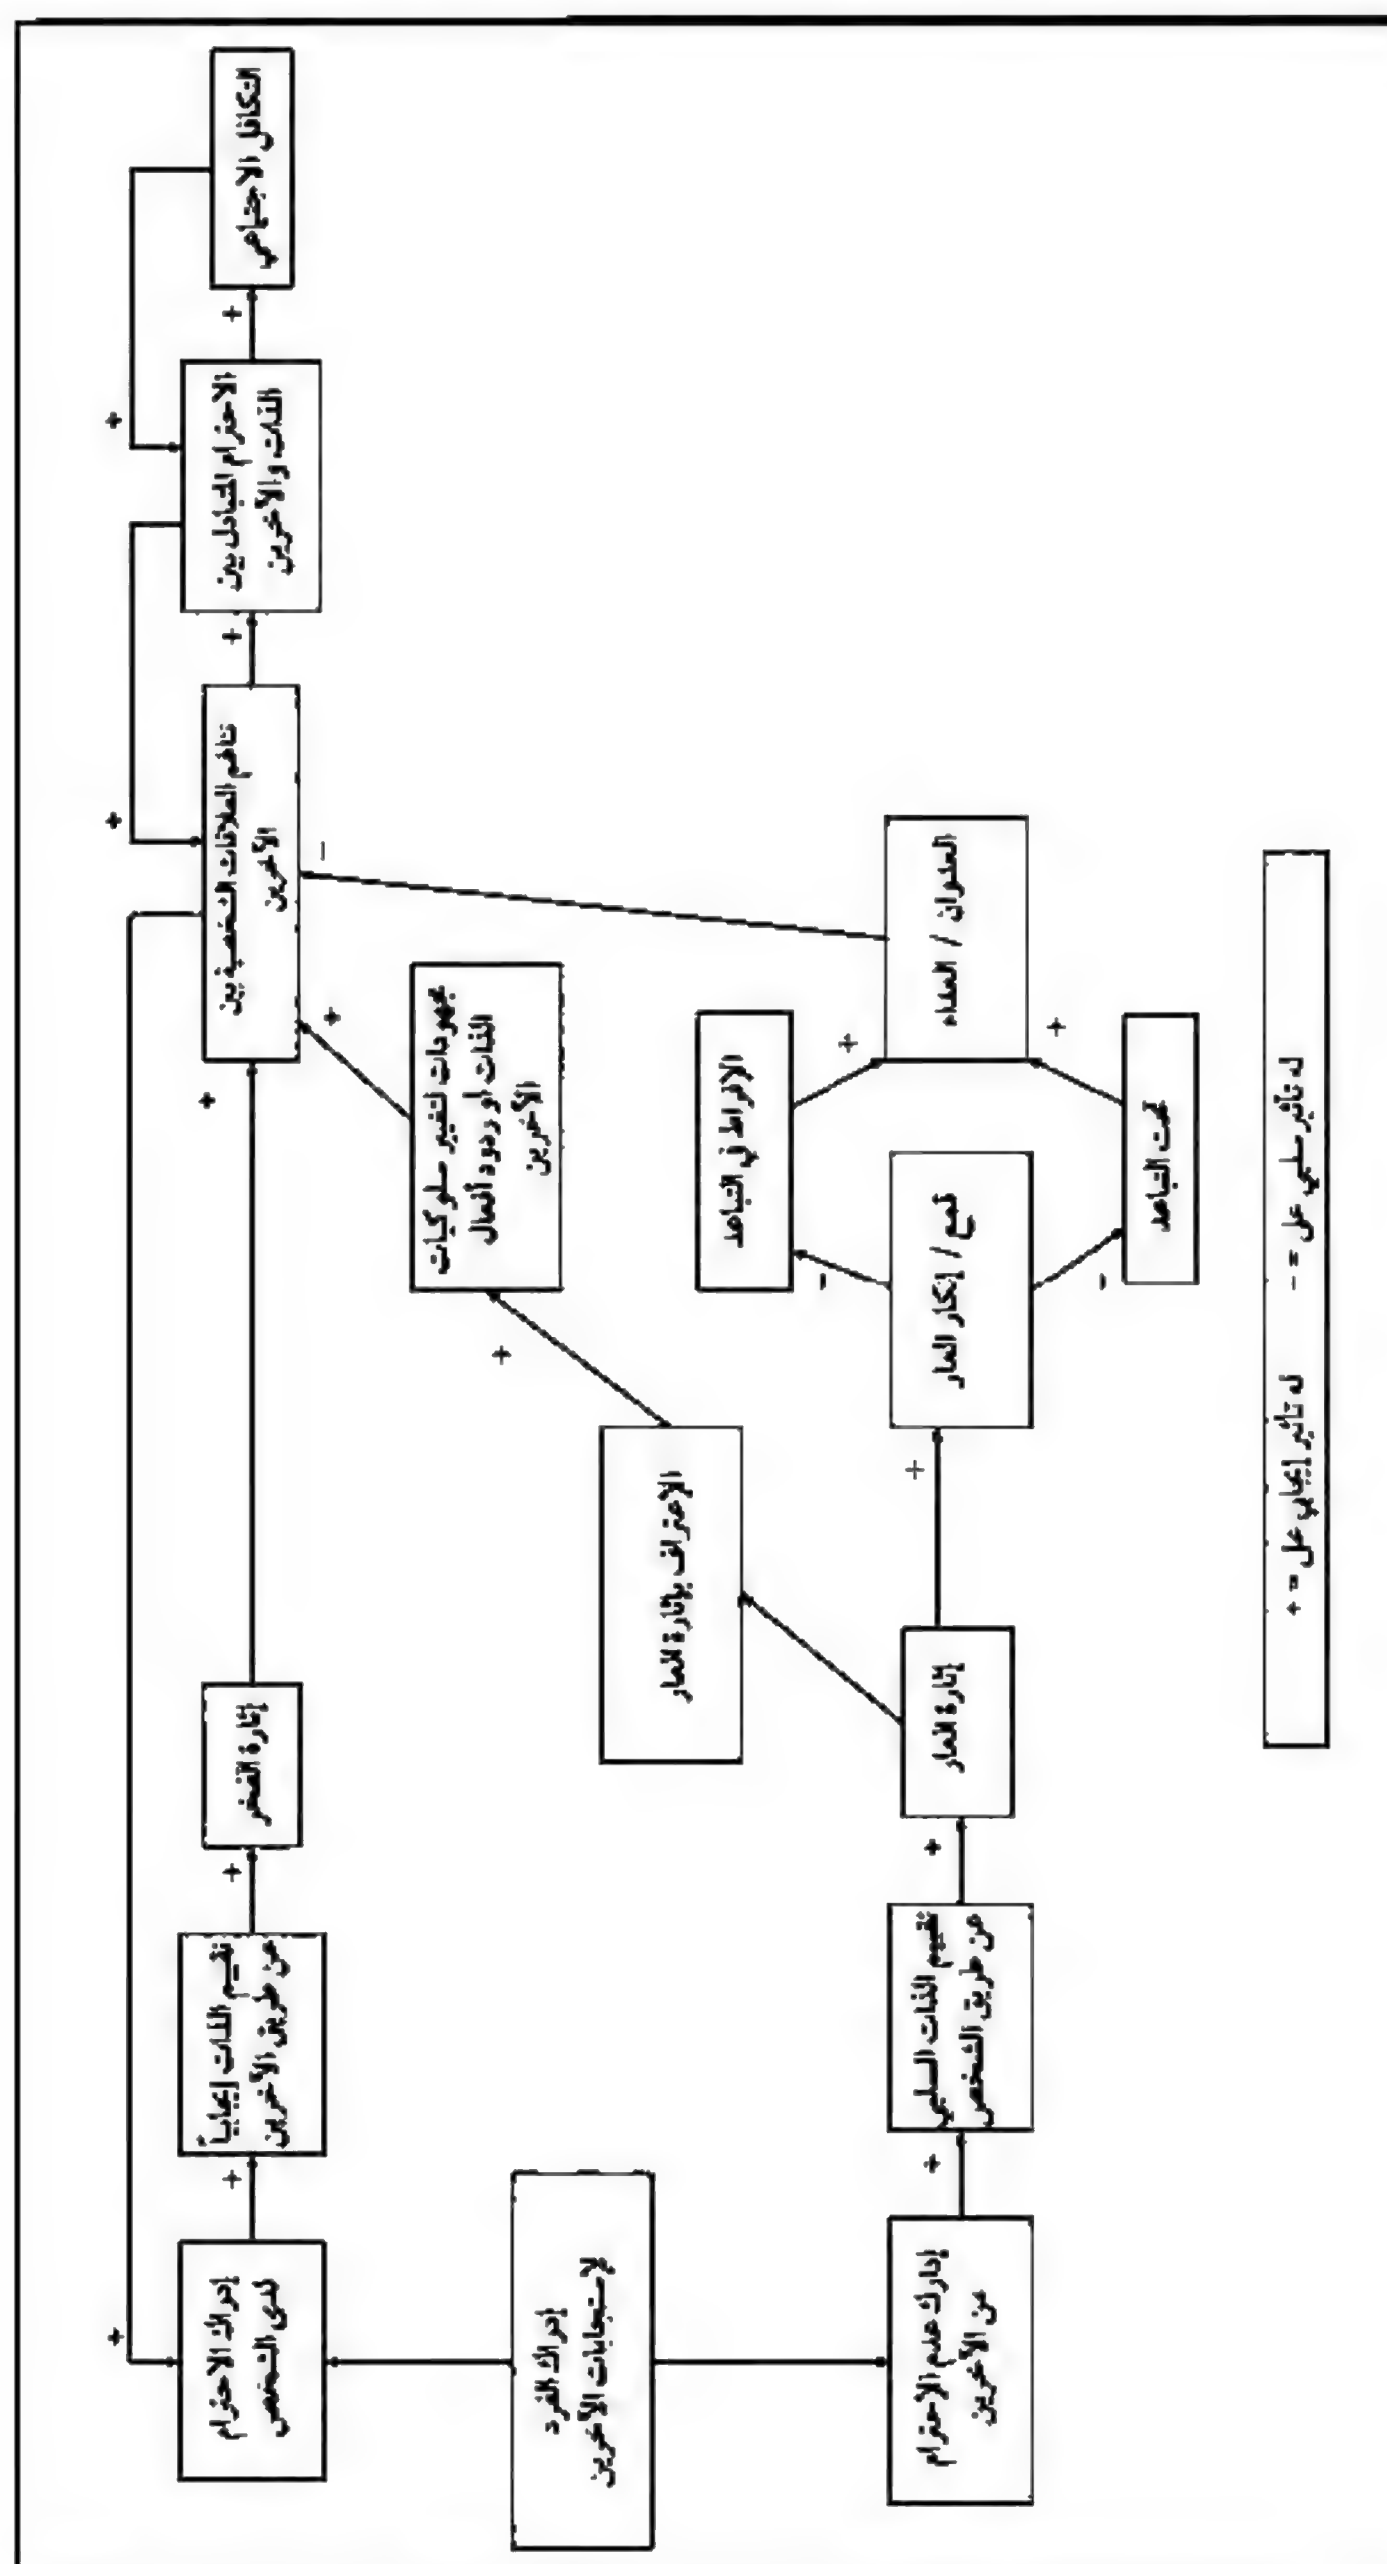 إدراك الاحترام
لدى الشخص
+
تقييم الذات إيجابياً
عن طريق الآخرين
+
إثارة الفخر
+
تناغم العلاقات الشخصية بين
الآخرين
+
الاحترام المتبادل بين
الذات والآخرين
+
التكافل الاجتماعي
+
+
+
إدراك الفرد
لاستجابات الآخرين
مجهودات لتغيير سلوكيات
الذات أو ردود أفعال
الآخرين
+
–
الاعتراف بإثارة العار
+
إدارك عدم الاحترام
من الآخرين
+
تقييم الذات السلبي
عن طريق الشخص
+
إثارة العار
+
قمع / إنكار العار
-
-
الإفراط في التباعد
+
تحت التباعد
+
العدوان / العداء
+ = له تأثير إيجابي على
- = له تأثير سلبي على